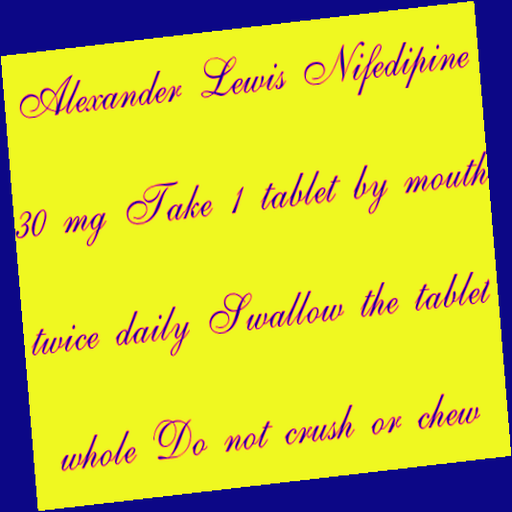 Alexander Lewis Nifedipine
30 mg Take 1 tablet by mouth
twice daily Swallow the tablet
whole Do not crush or chew